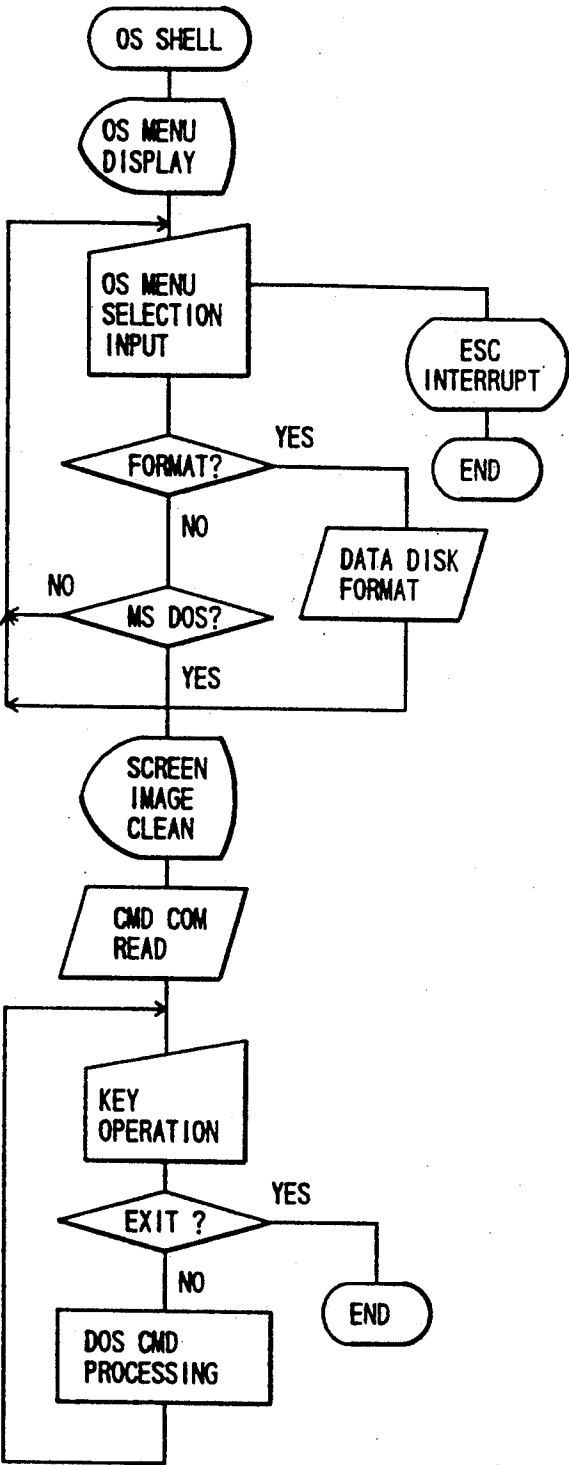 OS SHELL
OS MENU
DISPLAY
OS MENU
SELECTION
INPUT
ESC
INTERRUPT
END
FORMAT?
YES
NO
DATA DISK
FORMAT
MS DOS?
NO
YES
SCREEN
IMAGE
CLEAN
CMD COM
READ
KEY
OPERATION
EXIT ?
YES
NO
END
DOS CMD
PROCESSING